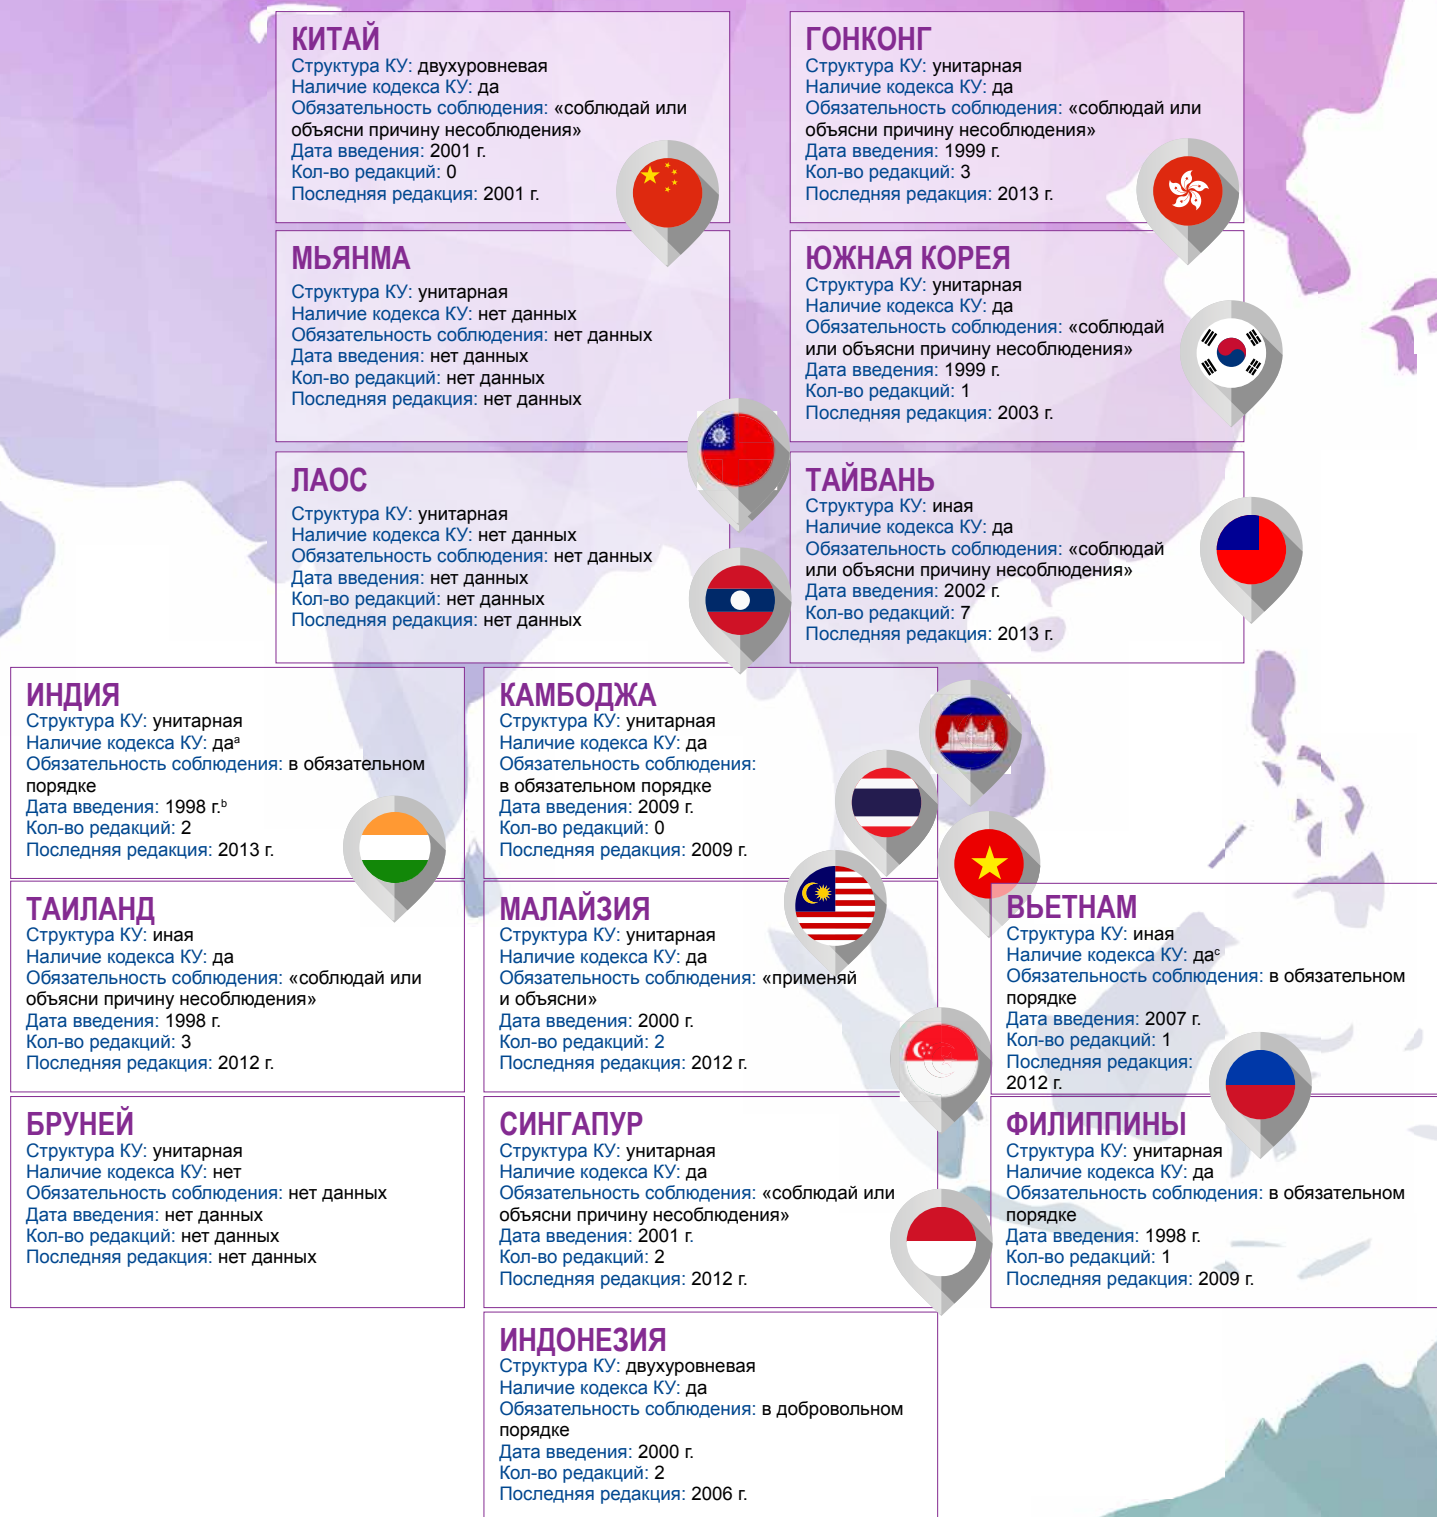 КИТАЙ
Структура КУ: двухуровневая
Наличие кодекса КУ: да
Обязательность соблюдения: «соблюдай или
объясни причину несоблюдения»
Дата введения: 2001 г.
Кол-во редакций: 0
Последняя редакция: 2001 г.
ГОНКОНГ
Структура КУ: унитарная
Наличие кодекса КУ: да
Обязательность соблюдения: «соблюдай или
объясни причину несоблюдения»
Дата введения: 1999 г.
Кол-во редакций: 3
Последняя редакция: 2013 г.
МЬЯНМА
Структура КУ: унитарная
Наличие кодекса КУ: нет данных
Обязательность соблюдения: нет данных
Дата введения: нет данных
Кол-во редакций: нет данных
Последняя редакция: нет данных
ЮЖНАЯ КОРЕЯ
Структура КУ: унитарная
Наличие кодекса КУ: да
Обязательность соблюдения: «соблюдай
или объясни причину несоблюдения»
Дата введения: 1999 г.
Кол-во редакций: 1
Последняя редакция: 2003 г.
ЛАОС
Структура КУ: унитарная
Наличие кодекса КУ: нет данных
Обязательность соблюдения: нет данных
Дата введения: нет данных
Кол-во редакций: нет данных
Последняя редакция: нет данных
ТАЙВАНЬ
Структура КУ: иная
Наличие кодекса КУ: да
Обязательность соблюдения: «соблюдай
или объясни причину несоблюдения»
Дата введения: 2002 г.
Кол-во редакций: 7
Последняя редакция: 2013 г.
ИНДИЯ
Структура КУ: унитарная
Наличие кодекса КУ: даᵃ
Обязательность соблюдения: в обязательном
порядке
Дата введения: 1998 г.ᵇ
Кол-во редакций: 2
Последняя редакция: 2013 г.
КАМБОДЖА
Структура КУ: унитарная
Наличие кодекса КУ: да
Обязательность соблюдения:
в обязательном порядке
Дата введения: 2009 г.
Кол-во редакций: 0
Последняя редакция: 2009 г.
ТАИЛАНД
Структура КУ: иная
Наличие кодекса КУ: да
Обязательность соблюдения: «соблюдай или
объясни причину несоблюдения»
Дата введения: 1998 г.
Кол-во редакций: 3
Последняя редакция: 2012 г.
МАЛАЙЗИЯ
Структура КУ: унитарная
Наличие кодекса КУ: да
Обязательность соблюдения: «применяй
и объясни»
Дата введения: 2000 г.
Кол-во редакций: 2
Последняя редакция: 2012 г.
ВЬЕТНАМ
Структура КУ: иная
Наличие кодекса КУ: даᶜ
Обязательность соблюдения: в обязательном
порядке
Дата введения: 2007 г.
Кол-во редакций: 1
Последняя редакция:
2012 г.
БРУНЕЙ
Структура КУ: унитарная
Наличие кодекса КУ: нет
Обязательность соблюдения: нет данных
Дата введения: нет данных
Кол-во редакций: нет данных
Последняя редакция: нет данных
СИНГАПУР
Структура КУ: унитарная
Наличие кодекса КУ: да
Обязательность соблюдения: «соблюдай или
объясни причину несоблюдения»
Дата введения: 2001 г.
Кол-во редакций: 2
Последняя редакция: 2012 г.
ФИЛИППИНЫ
Структура КУ: унитарная
Наличие кодекса КУ: да
Обязательность соблюдения: в обязательном
порядке
Дата введения: 1998 г.
Кол-во редакций: 1
Последняя редакция: 2009 г.
ИНДОНЕЗИЯ
Структура КУ: двухуровневая
Наличие кодекса КУ: да
Обязательность соблюдения: в добровольном
порядке
Дата введения: 2000 г.
Кол-во редакций: 2
Последняя редакция: 2006 г.